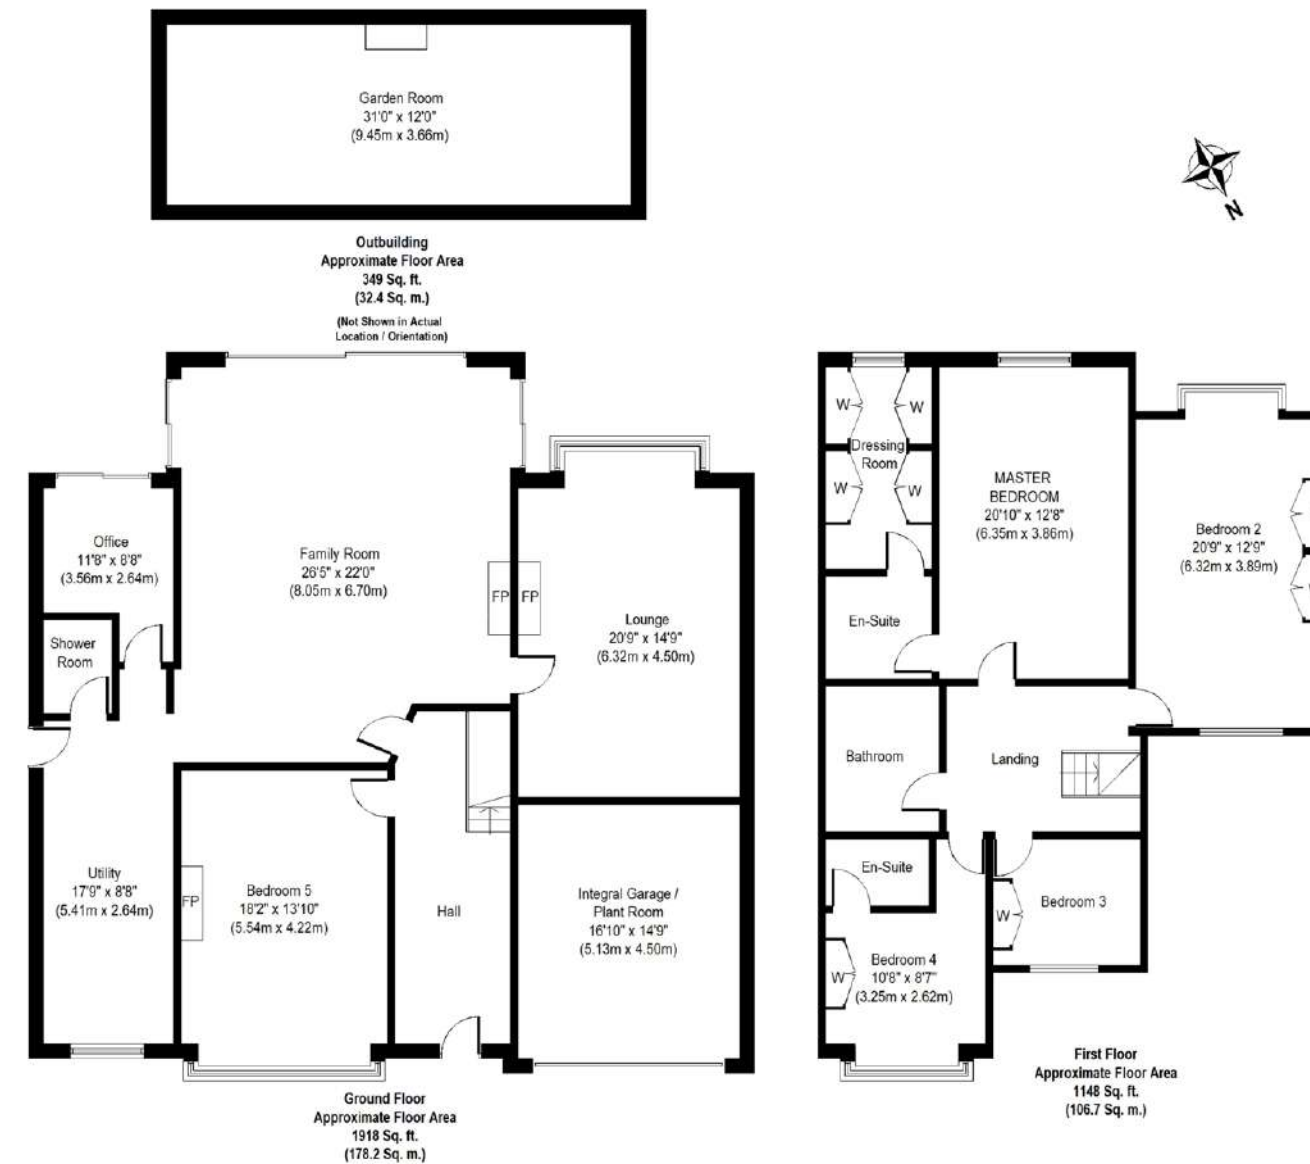 Garden Room
31'0" x 12'0"
(9.45m x 3.66m)
N
Outbuilding
Approximate Floor Area
349 Sq. ft.
(32.4 Sq. m.)
(Not Shown in Actual
Location / Orientation)
Office
11'8" x 8'8"
(3.56m x 2.64m)
Family Room
26'5" x 22'0"
(8.05m x 6.70m)
FP
FP
Lounge
20'9" x 14'9"
(6.32m x 4.50m)
Shower
Room
Utility
17'9" x 8'8"
(5.41m x 2.64m)
FP
Bedroom 5
18'2" x 13'10"
(5.54m x 4.22m)
Hall
Integral Garage /
Plant Room
16'10" x 14'9"
(5.13m x 4.50m)
Ground Floor
Approximate Floor Area
1918 Sq. ft.
(178.2 Sq. m.)
W
W
Dressing
Room
W
W
MASTER
BEDROOM
20'10" x 12'8"
(6.35m x 3.86m)
Bedroom 2
20'9" x 12'9"
(6.32m x 3.89m)
En-Suite
Bathroom
Landing
En-Suite
W
Bedroom 3
W
Bedroom 4
10'8" x 8'7"
(3.25m x 2.62m)
First Floor
Approximate Floor Area
1148 Sq. ft.
(106.7 Sq. m.)